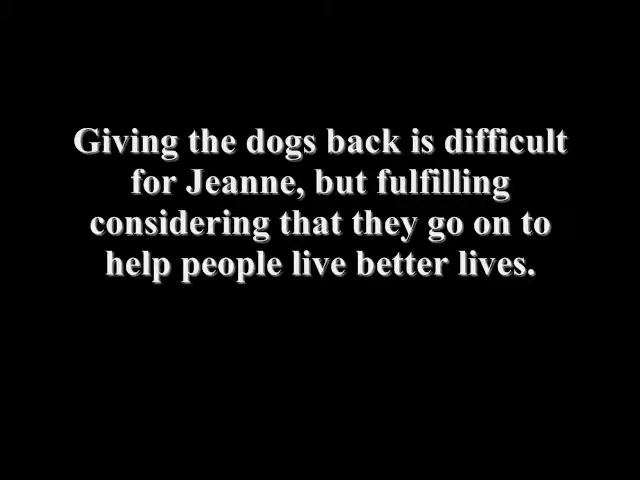 Giving the dogs back is difficult
for Jeanne, but fulfilling
considering that they go on to
help people live better lives.